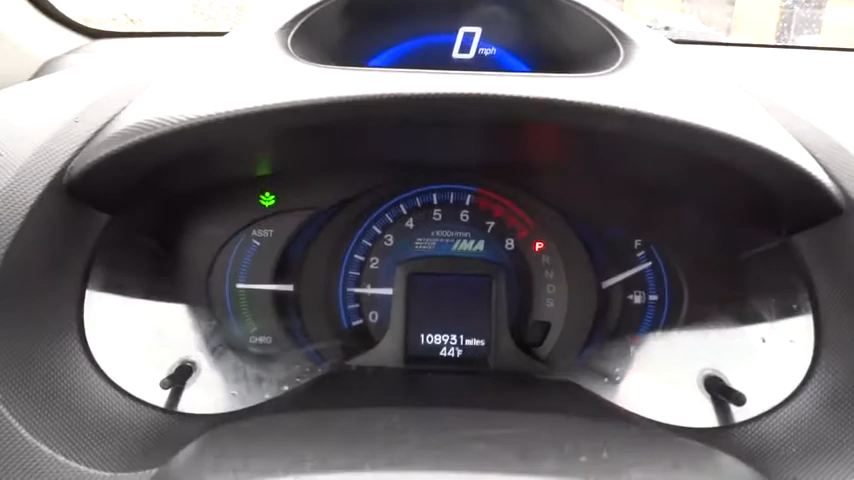 0 mph
ASST
CHRG
0
1
2
3
4
5
6
7
8
x1000r/min
IMA
P
R
N
D
S
F
108931 miles
44°F